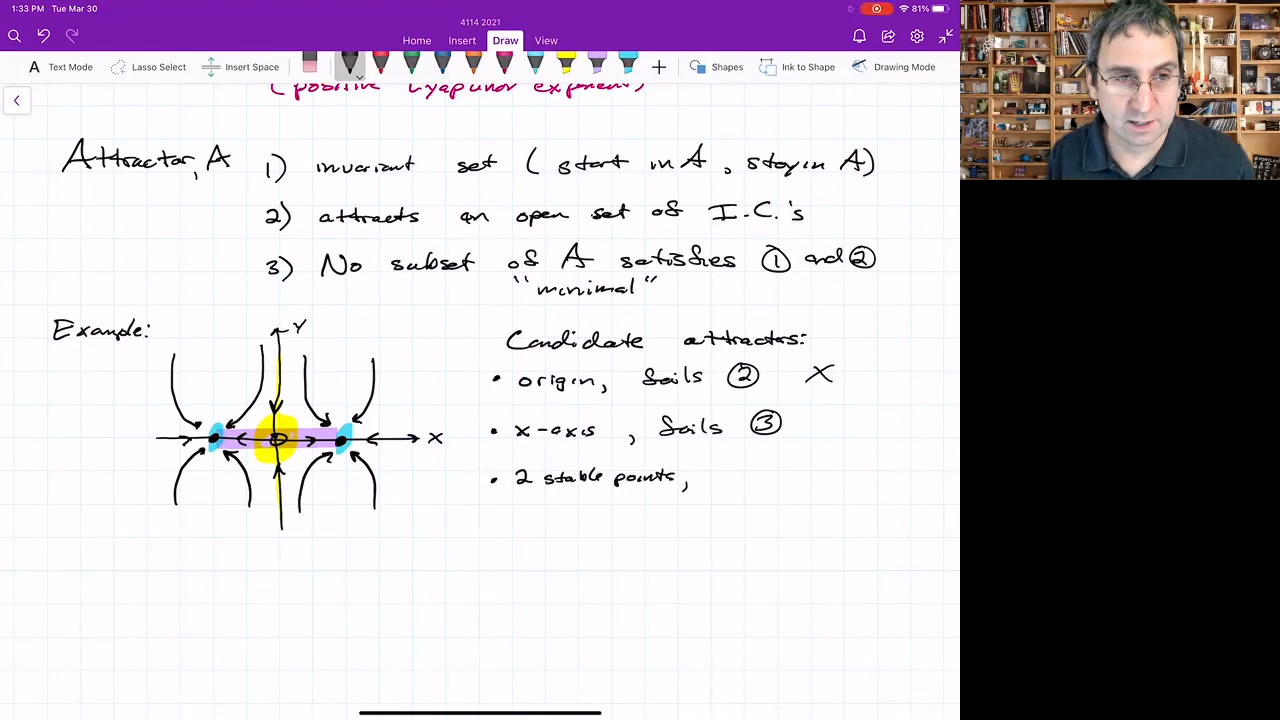 1:33 PM Tue Mar 30
81%
4114 2021
Home Insert Draw View
Text Mode Lasso Select Insert Space Shapes Ink to Shape Drawing Mode
(positive Lyapunov exponent)
Attractor, A 1) invariant set (start in A, stay in A)
2) attracts an open set of I.C.'s
3) No subset of A satisfies ① and ②
"minimal"
Example:
Y
X
Candidate attractors:
• origin, fails ② X
• x-axis, fails ③
• 2 stable points,